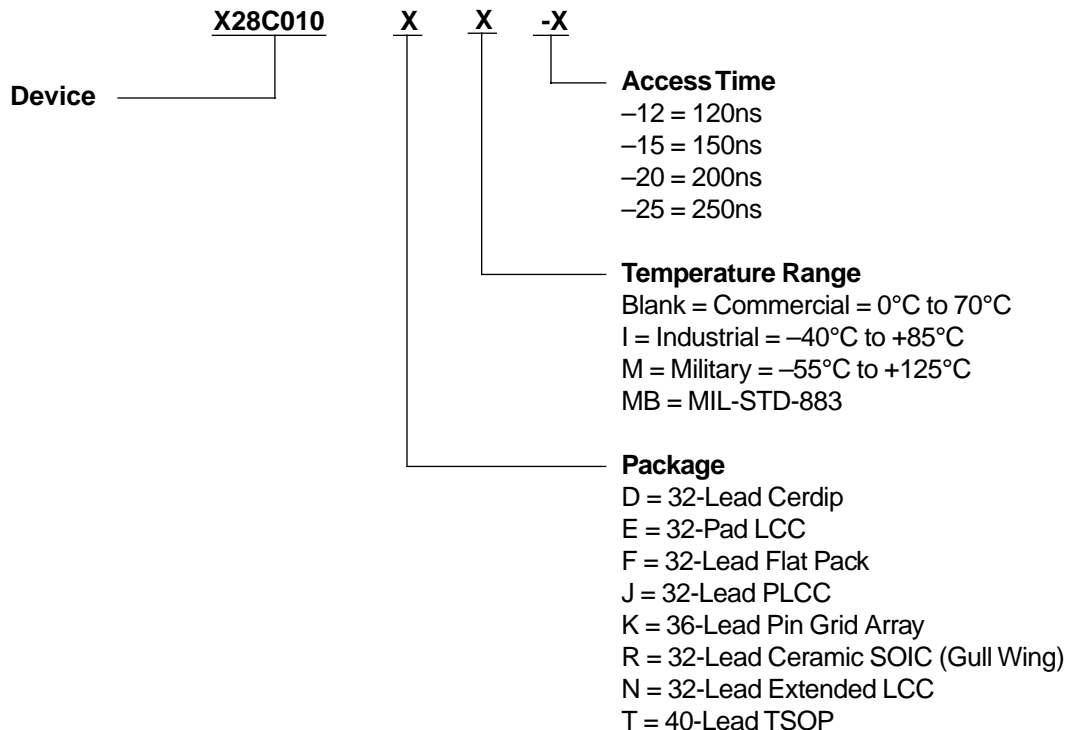 X28C010 X X -X
Device
Access Time
–12 = 120ns
–15 = 150ns
–20 = 200ns
–25 = 250ns
Temperature Range
Blank = Commercial = 0°C to 70°C
I = Industrial = –40°C to +85°C
M = Military = –55°C to +125°C
MB = MIL-STD-883
Package
D = 32-Lead Cerdip
E = 32-Pad LCC
F = 32-Lead Flat Pack
J = 32-Lead PLCC
K = 36-Lead Pin Grid Array
R = 32-Lead Ceramic SOIC (Gull Wing)
N = 32-Lead Extended LCC
T = 40-Lead TSOP